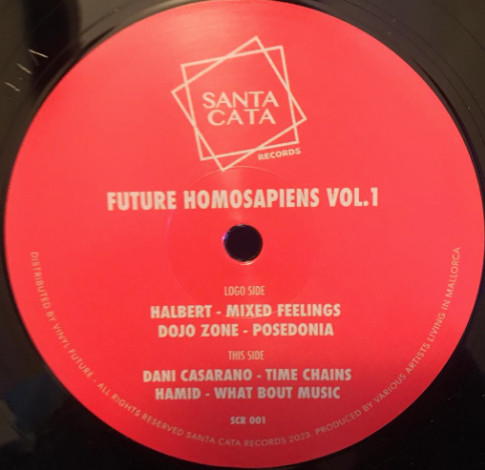 SANTA
CATA
RECORDS
FUTURE HOMOSAPIENS VOL.1
LOGO SIDE
HALBERT - MIXED FEELINGS
DOJO ZONE - POSEDONIA
THIS SIDE
DANI CASARANO - TIME CHAINS
HAMID - WHAT BOUT MUSIC
SCR 001
DISTRIBUTED BY VINYL FUTURE - ALL RIGHTS RESERVED SANTA CATA RECORDS 2023. PRODUCED BY VARIOUS ARTISTS LIVING IN MALLORCA